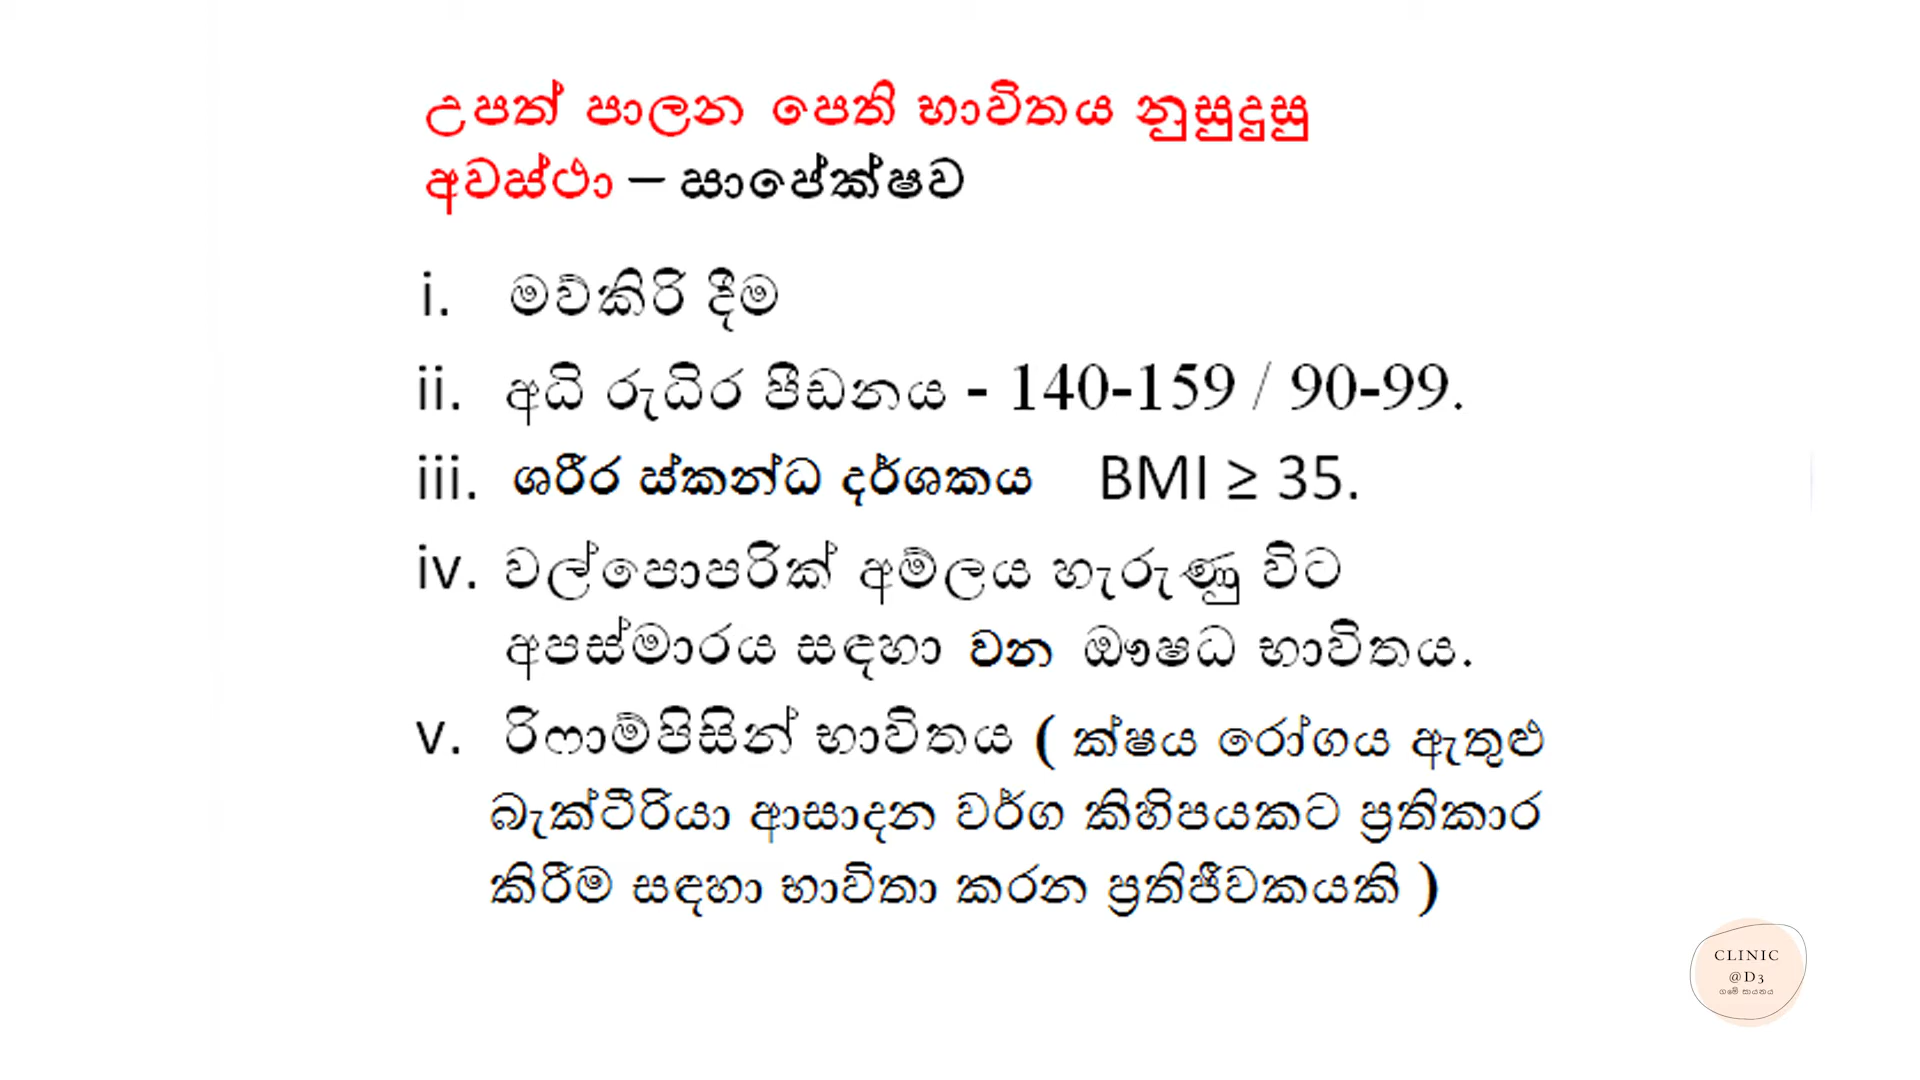 උපත් පාලන පෙති භාවිතය නුසුදුසු
අවස්ථා – සාපේක්ෂව
i. මව්කිරි දීම
ii. අධි රුධිර පීඩනය - 140-159 / 90-99.
iii. ශරීර ස්කන්ධ දර්ශකය BMI ≥ 35.
iv. වල්පොපරික් අම්ලය හැරුණු විට
අපස්මාරය සඳහා වන ඖෂධ භාවිතය.
v. රිෆාම්පිසින් භාවිතය ( ක්ෂය රෝගය ඇතුළු
බැක්ටීරියා ආසාදන වර්ග කිහිපයකට ප්‍රතිකාර
කිරීම සඳහා භාවිතා කරන ප්‍රතිජීවකයකි )
CLINIC
@D3
ගමේ සායනය